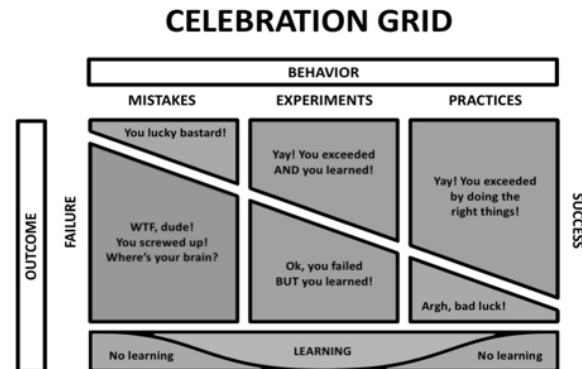 CELEBRATION GRID
BEHAVIOR
MISTAKES EXPERIMENTS PRACTICES
You lucky bastard!
Yay! You exceeded
AND you learned!
Yay! You exceeded
by doing the
right things!
OUTCOME
FAILURE
SUCCESS
WTF, dude!
You screwed up!
Where's your brain?
Ok, you failed
BUT you learned!
Argh, bad luck!
No learning
LEARNING
No learning